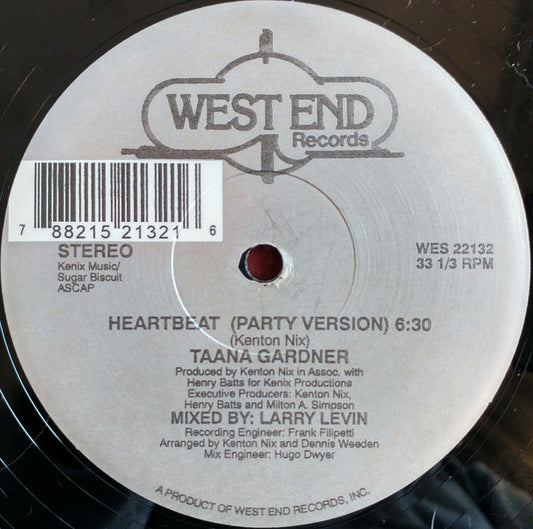 WEST END
Records
7 88215 21321 6
STEREO
Kenix Music/
Sugar Biscuit
ASCAP
WES 22132
33 1/3 RPM
HEARTBEAT (PARTY VERSION) 6:30
(Kenton Nix)
TAANA GARDNER
Produced by Kenton Nix in Assoc. with
Henry Batts for Kenix Productions
Executive Producers: Kenton Nix,
Henry Batts and Milton A. Simpson
MIXED BY: LARRY LEVIN
Recording Engineer: Frank Filipetti
Arranged by Kenton Nix and Dennis Weeden
Mix Engineer: Hugo Dwyer
A PRODUCT OF WEST END RECORDS, INC.